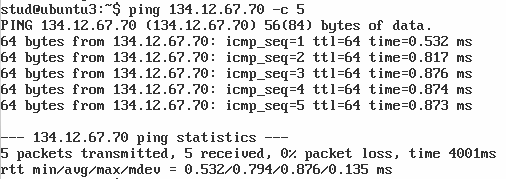 stud@ubuntu3:~$ ping 134.12.67.70 -c 5
PING 134.12.67.70 (134.12.67.70) 56(84) bytes of data.
64 bytes from 134.12.67.70: icmp_seq=1 ttl=64 time=0.532 ms
64 bytes from 134.12.67.70: icmp_seq=2 ttl=64 time=0.817 ms
64 bytes from 134.12.67.70: icmp_seq=3 ttl=64 time=0.876 ms
64 bytes from 134.12.67.70: icmp_seq=4 ttl=64 time=0.874 ms
64 bytes from 134.12.67.70: icmp_seq=5 ttl=64 time=0.873 ms
--- 134.12.67.70 ping statistics ---
5 packets transmitted, 5 received, 0% packet loss, time 4001ms
rtt min/avg/max/mdev = 0.532/0.794/0.876/0.135 ms